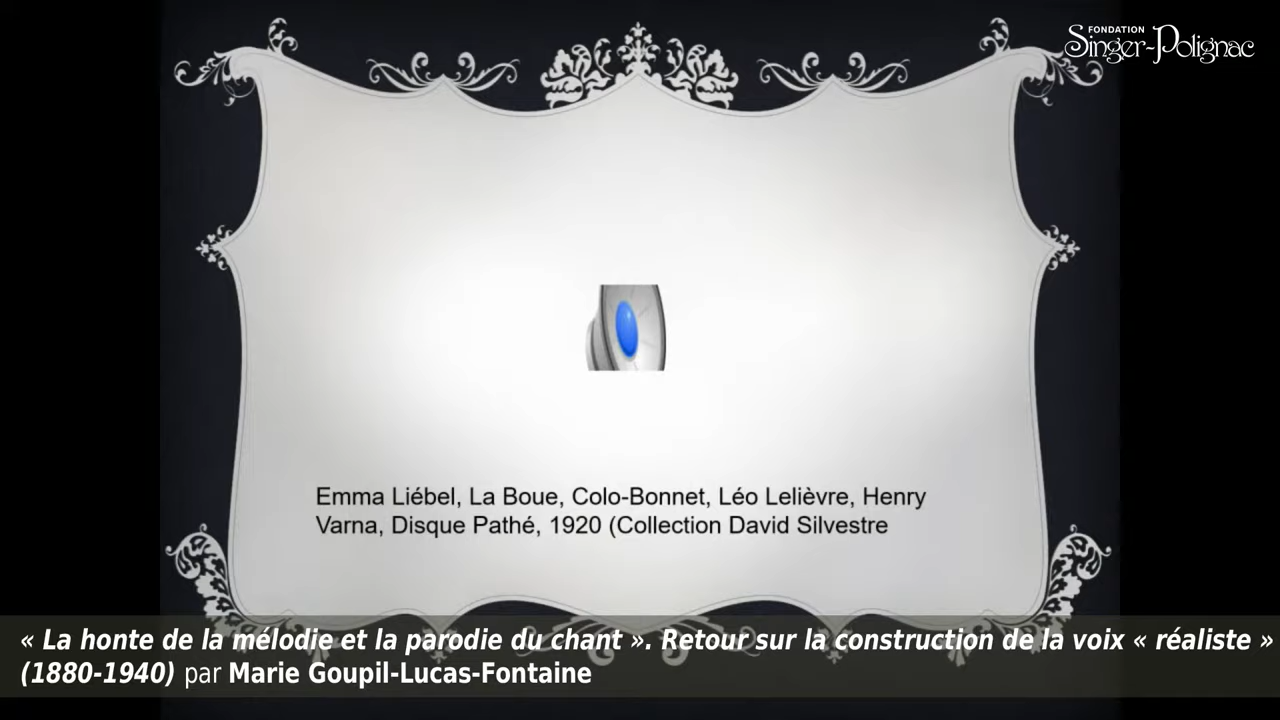 FONDATION
Singer-Polignac
Emma Liébel, La Boue, Colo-Bonnet, Léo Lelièvre, Henry
Varna, Disque Pathé, 1920 (Collection David Silvestre
« La honte de la mélodie et la parodie du chant ». Retour sur la construction de la voix « réaliste »
(1880-1940) par Marie Goupil-Lucas-Fontaine